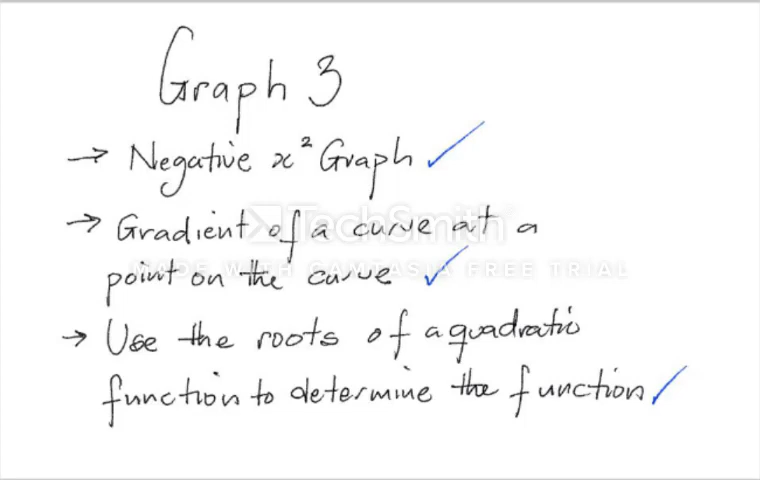 Graph 3
→ Negative x² Graph ✓
TechSmith
→ Gradient of a curve at a
MADE WITH CAMTASIA FREE TRIAL
point on the curve ✓
→ Use the roots of a quadratic
function to determine the function ✓